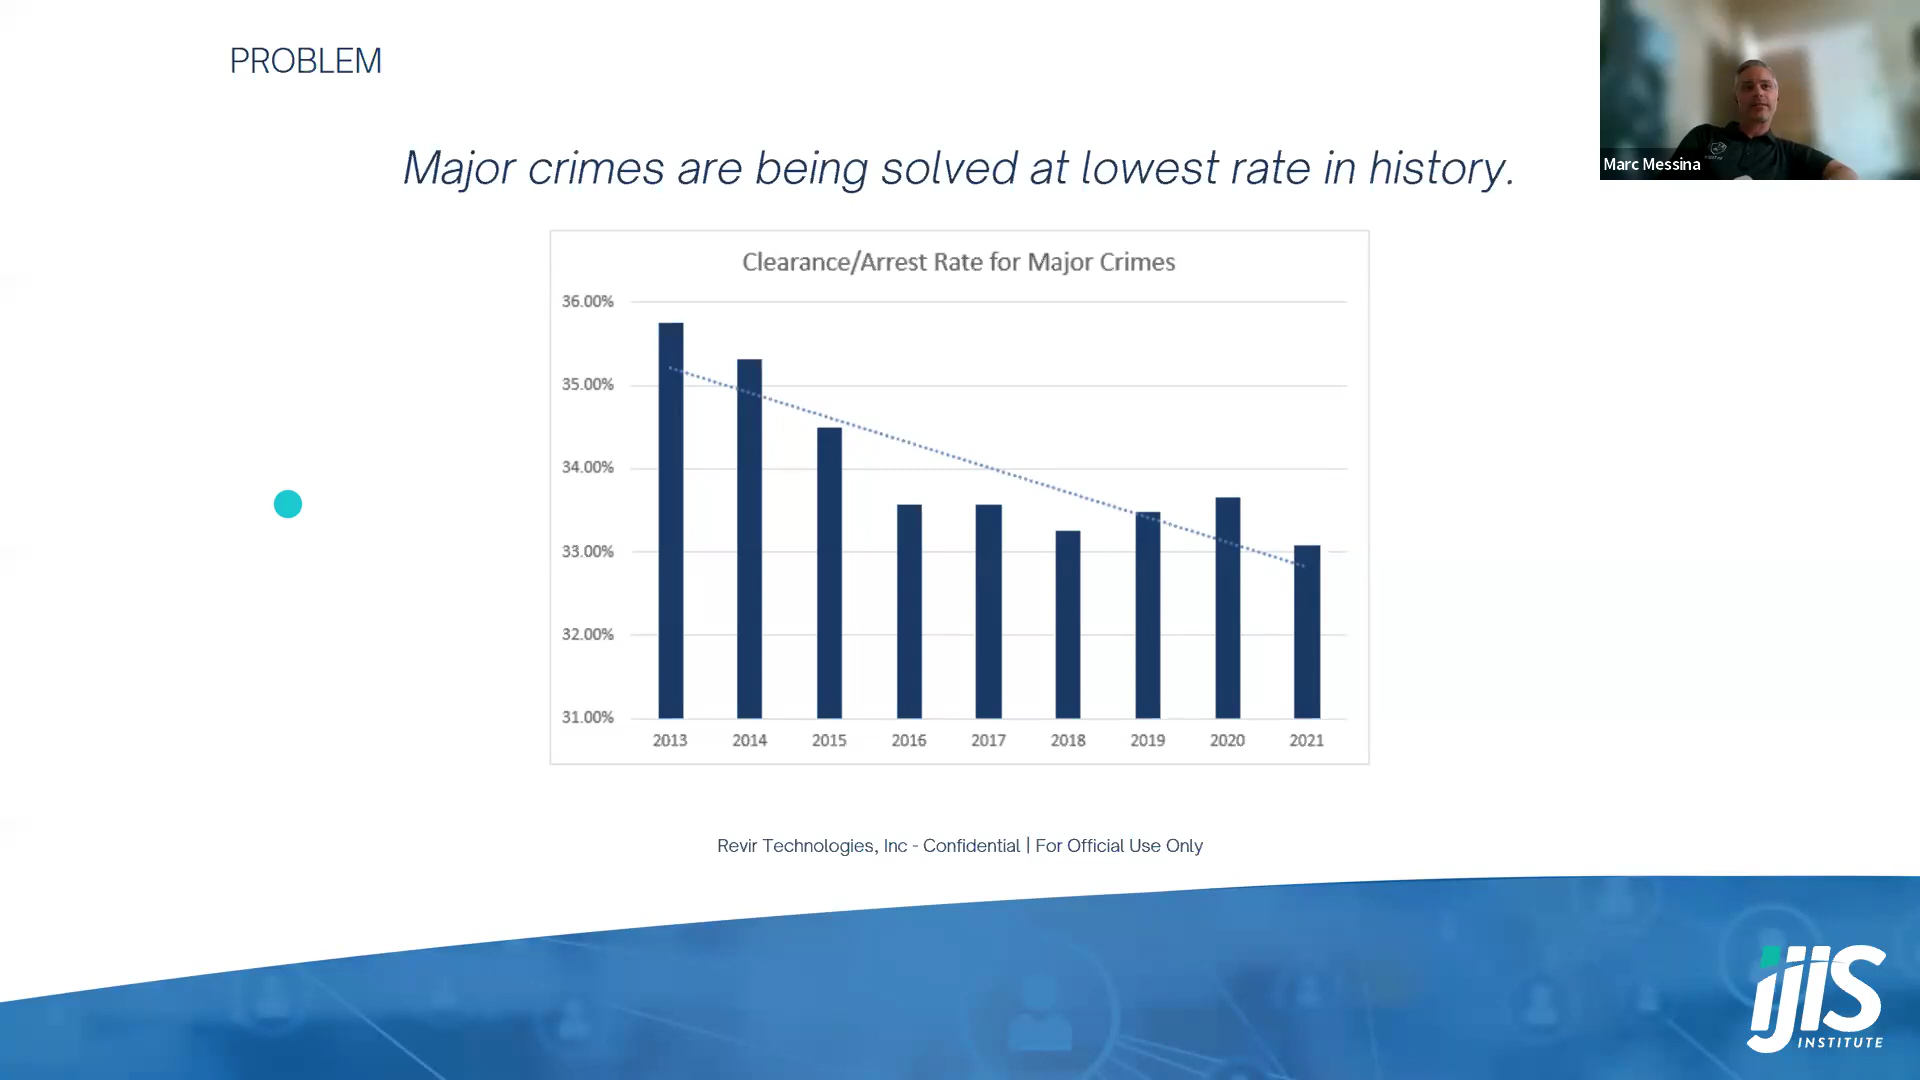 PROBLEM
Marc Messina
Major crimes are being solved at lowest rate in history.
Clearance/Arrest Rate for Major Crimes
36.00%
35.00%
34.00%
33.00%
32.00%
31.00%
2013 2014 2015 2016 2017 2018 2019 2020 2021
Revir Technologies, Inc - Confidential | For Official Use Only
iJIS
INSTITUTE